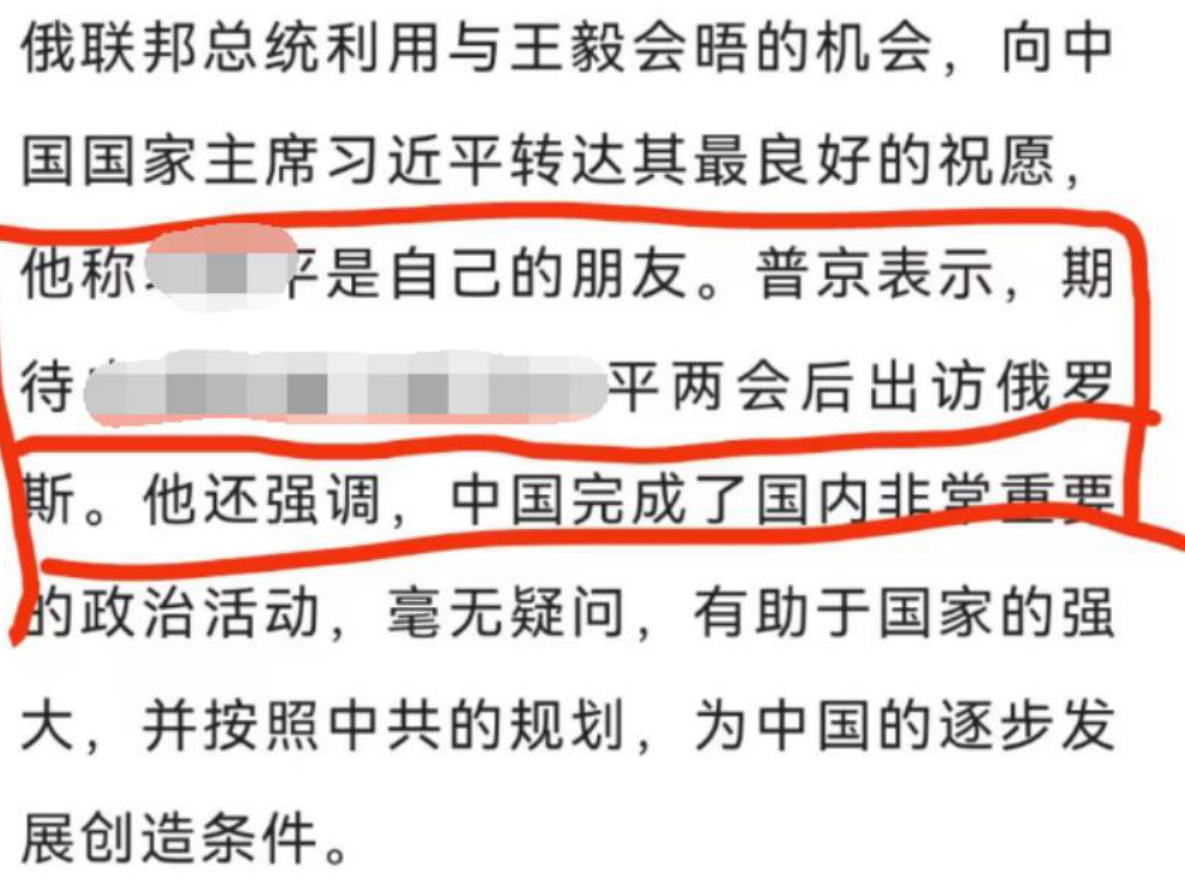 俄联邦总统利用与王毅会晤的机会，向中
国国家主席习近平转达其最良好的祝愿，
他称平是自己的朋友。普京表示，期
待平两会后出访俄罗
斯。他还强调，中国完成了国内非常重要
的政治活动，毫无疑问，有助于国家的强
大，并按照中共的规划，为中国的逐步发
展创造条件。